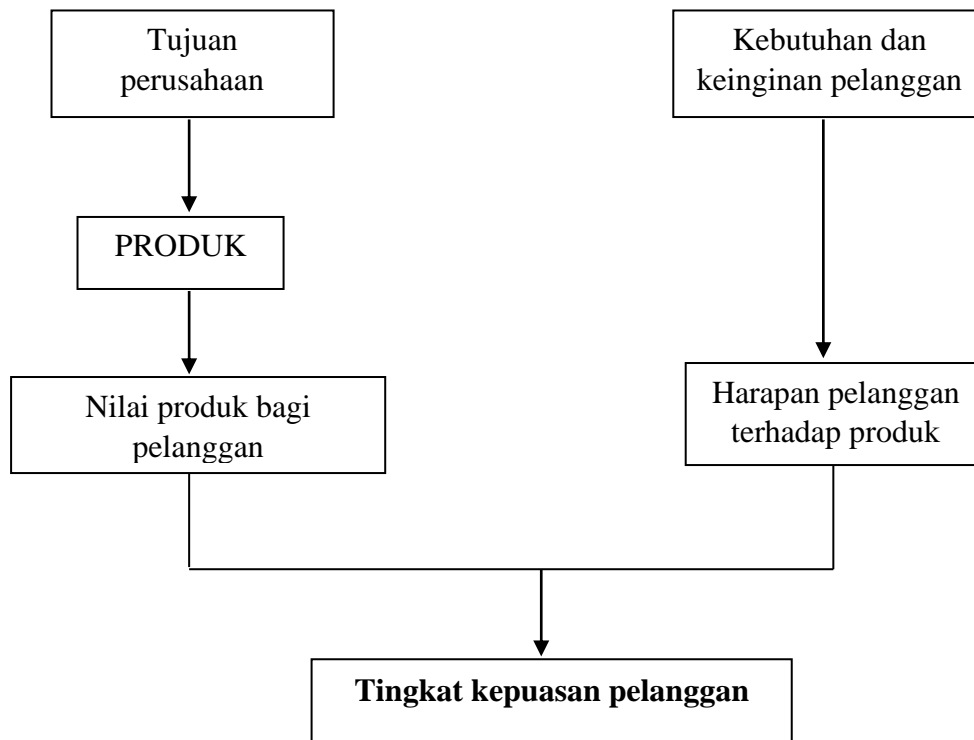 Tujuan
perusahaan
Kebutuhan dan
keinginan pelanggan
PRODUK
Nilai produk bagi
pelanggan
Harapan pelanggan
terhadap produk
Tingkat kepuasan pelanggan